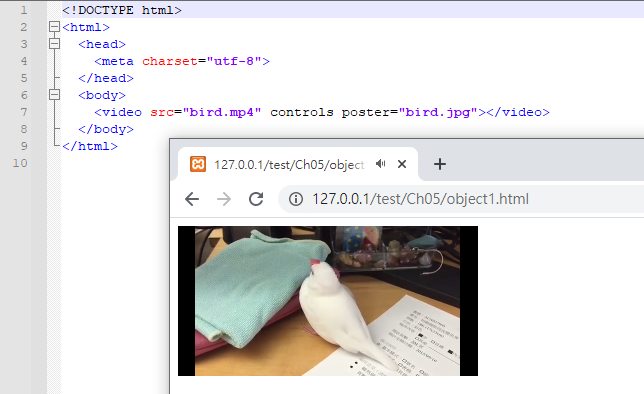 1 <!DOCTYPE html>
2 <html>
3 <head>
4 <meta charset="utf-8">
5 </head>
6 <body>
7 <video src="bird.mp4" controls poster="bird.jpg"></video>
8 </body>
9 </html>
10
127.0.0.1/test/Ch05/object
127.0.0.1/test/Ch05/object1.html